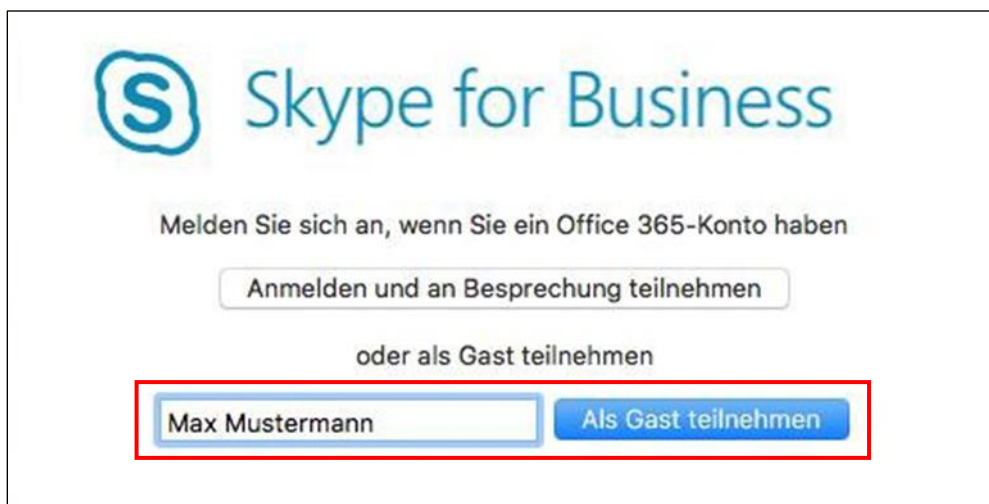 Skype for Business
Melden Sie sich an, wenn Sie ein Office 365-Konto haben
Anmelden und an Besprechung teilnehmen
oder als Gast teilnehmen
Max Mustermann Als Gast teilnehmen